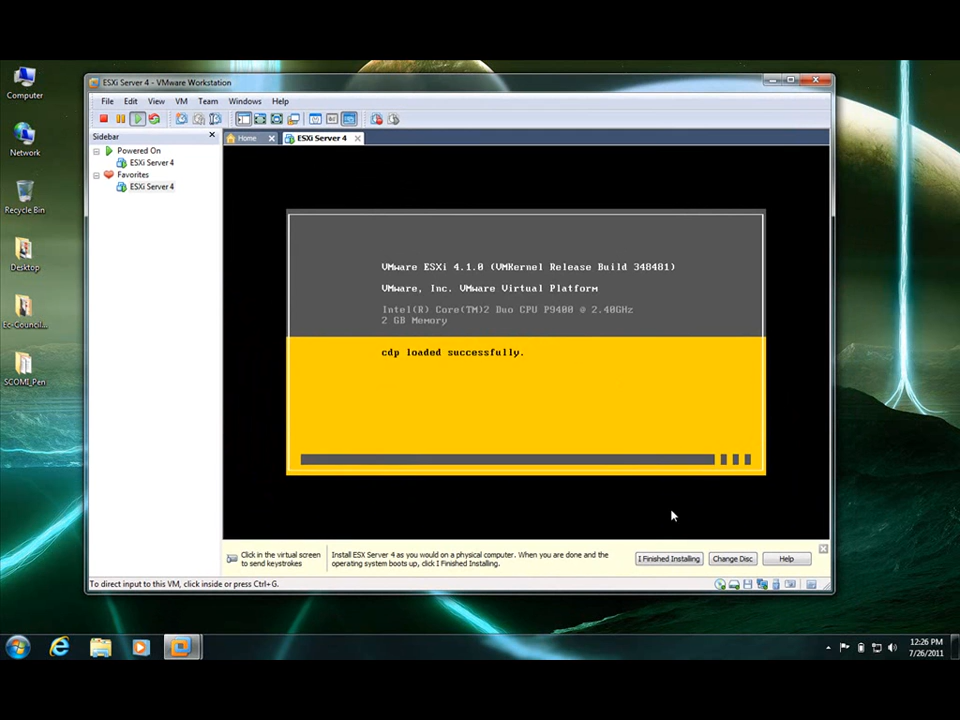 Computer
Network
Recycle Bin
Desktop
Ec-Council...
SCOMI_Pen
ESXi Server 4 - VMware Workstation
File Edit View VM Team Windows Help
Sidebar
Powered On
ESXi Server 4
Favorites
ESXi Server 4
Home
ESXi Server 4
VMware ESXi 4.1.0 (VMKernel Release Build 348481)
VMware, Inc. VMware Virtual Platform
Intel(R) Core(TM)2 Duo CPU P9400 @ 2.40GHz
2 GB Memory
cdp loaded successfully.
Click in the virtual screen
to send keystrokes
Install ESX Server 4 as you would on a physical computer. When you are done and the
operating system boots up, click I Finished Installing.
I Finished Installing
Change Disc
Help
To direct input to this VM, click inside or press Ctrl+G.
12:26 PM
7/26/2011